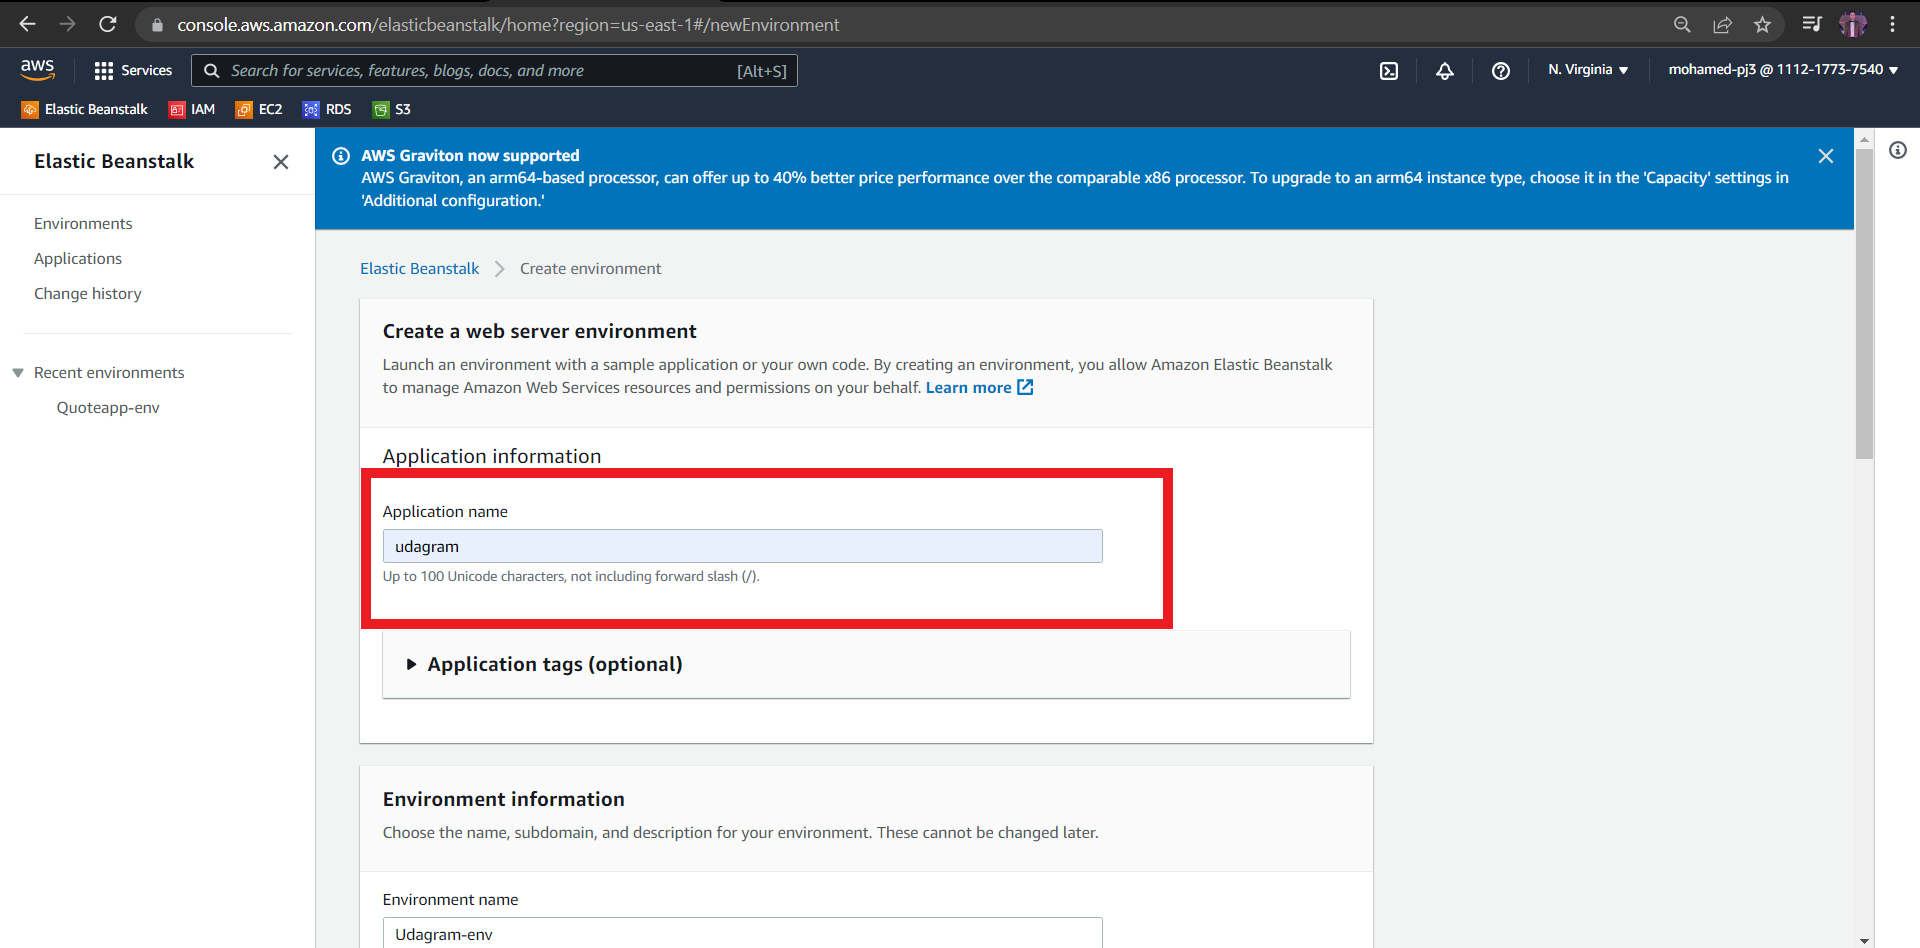 console.aws.amazon.com/elasticbeanstalk/home?region=us-east-1#/newEnvironment
aws
Services
Search for services, features, blogs, docs, and more
[Alt+S]
N. Virginia
mohamed-pj3 @ 1112-1773-7540
Elastic Beanstalk
IAM
EC2
RDS
S3
Elastic Beanstalk
Environments
Applications
Change history
Recent environments
Quoteapp-env
AWS Graviton now supported
AWS Graviton, an arm64-based processor, can offer up to 40% better price performance over the comparable x86 processor. To upgrade to an arm64 instance type, choose it in the 'Capacity' settings in
'Additional configuration.'
Elastic Beanstalk
Create environment
Create a web server environment
Launch an environment with a sample application or your own code. By creating an environment, you allow Amazon Elastic Beanstalk
to manage Amazon Web Services resources and permissions on your behalf. Learn more
Application information
Application name
udagram
Up to 100 Unicode characters, not including forward slash (/).
Application tags (optional)
Environment information
Choose the name, subdomain, and description for your environment. These cannot be changed later.
Environment name
Udagram-env